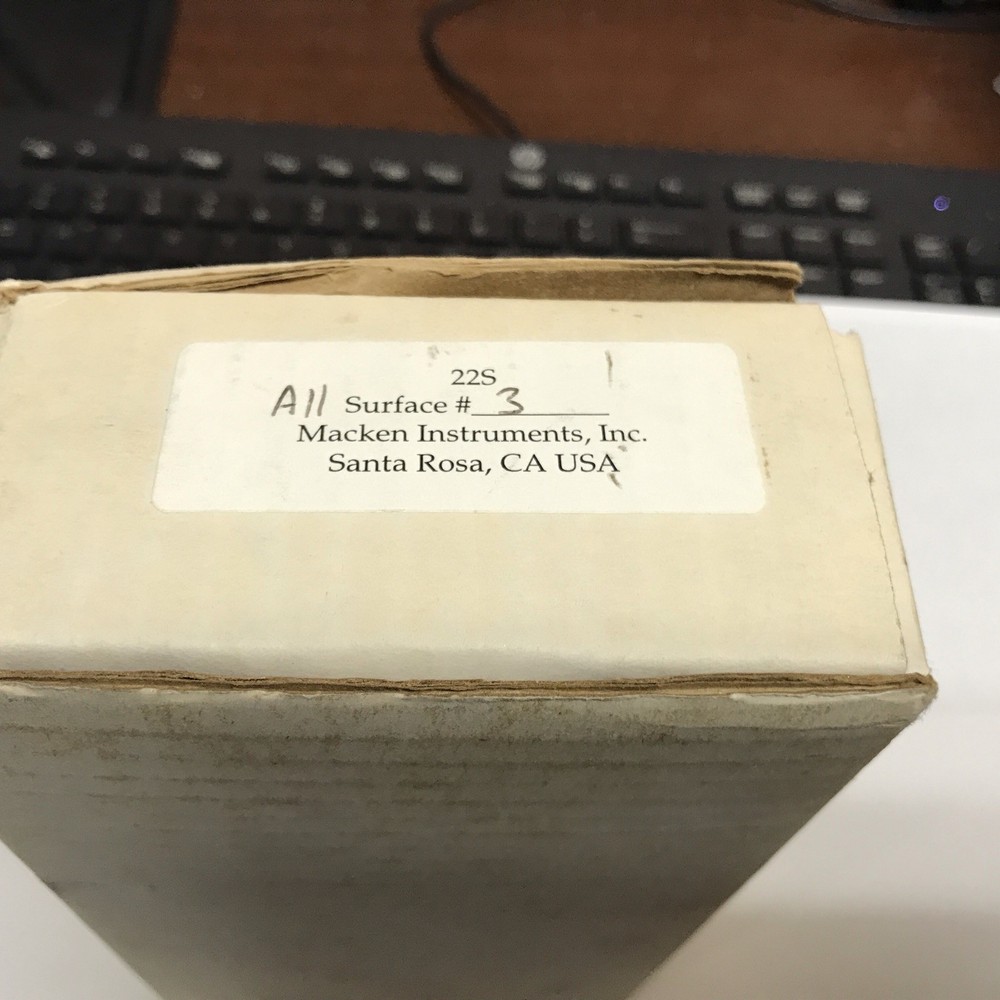 22S
All Surface # 3
Macken Instruments, Inc.
Santa Rosa, CA USA